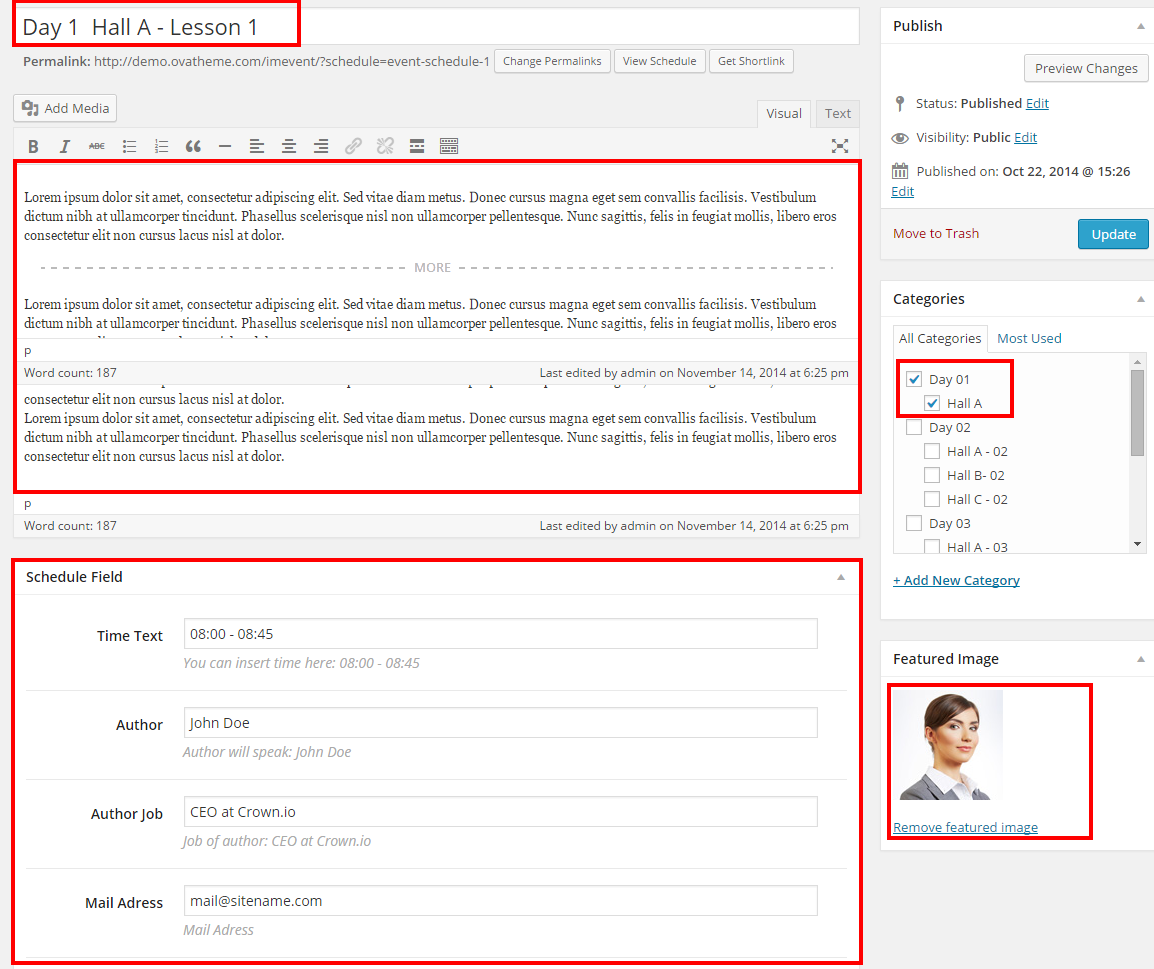 Day 1  Hall A - Lesson 1
Permalink: http://demo.ovatheme.com/imevent/?schedule=event-schedule-1 Change Permalinks View Schedule Get Shortlink
Add Media
Visual Text
B I ABC
Lorem ipsum dolor sit amet, consectetur adipiscing elit. Sed vitae diam metus. Donec cursus magna eget sem convallis facilisis. Vestibulum
dictum nibh at ullamcorper tincidunt. Phasellus scelerisque nisl non ullamcorper pellentesque. Nunc sagittis, felis in feugiat mollis, libero eros
consectetur elit non cursus lacus nisl at dolor.
MORE
Lorem ipsum dolor sit amet, consectetur adipiscing elit. Sed vitae diam metus. Donec cursus magna eget sem convallis facilisis. Vestibulum
dictum nibh at ullamcorper tincidunt. Phasellus scelerisque nisl non ullamcorper pellentesque. Nunc sagittis, felis in feugiat mollis, libero eros
p
Word count: 187 Last edited by admin on November 14, 2014 at 6:25 pm
consectetur elit non cursus lacus nisl at dolor.
Lorem ipsum dolor sit amet, consectetur adipiscing elit. Sed vitae diam metus. Donec cursus magna eget sem convallis facilisis. Vestibulum
dictum nibh at ullamcorper tincidunt. Phasellus scelerisque nisl non ullamcorper pellentesque. Nunc sagittis, felis in feugiat mollis, libero eros
consectetur elit non cursus lacus nisl at dolor.
p
Word count: 187 Last edited by admin on November 14, 2014 at 6:25 pm
Schedule Field
Time Text 08:00 - 08:45
You can insert time here: 08:00 - 08:45
Author John Doe
Author will speak: John Doe
Author Job CEO at Crown.io
Job of author: CEO at Crown.io
Mail Adress mail@sitename.com
Mail Adress
Publish
Preview Changes
Status: Published Edit
Visibility: Public Edit
Published on: Oct 22, 2014 @ 15:26
Edit
Move to Trash Update
Categories
All Categories Most Used
Day 01
Hall A
Day 02
Hall A - 02
Hall B- 02
Hall C - 02
Day 03
Hall A - 03
+ Add New Category
Featured Image
Remove featured image